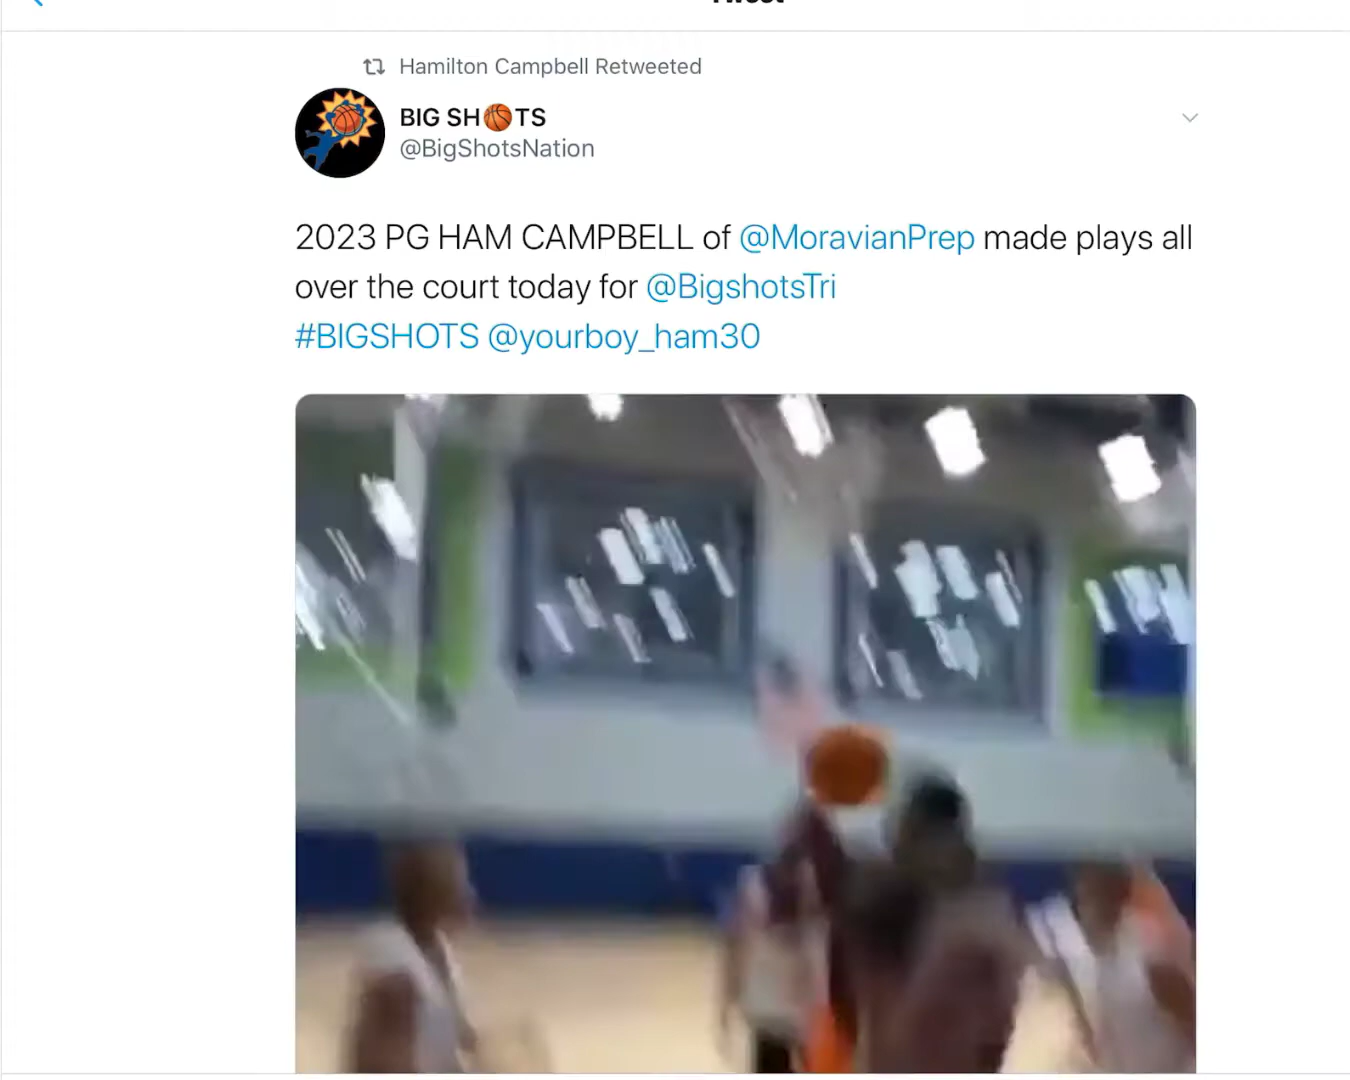 Tweet
Hamilton Campbell Retweeted
BIG SH🏀TS
@BigShotsNation
2023 PG HAM CAMPBELL of @MoravianPrep made plays all
over the court today for @BigshotsTri
#BIGSHOTS @yourboy_ham30